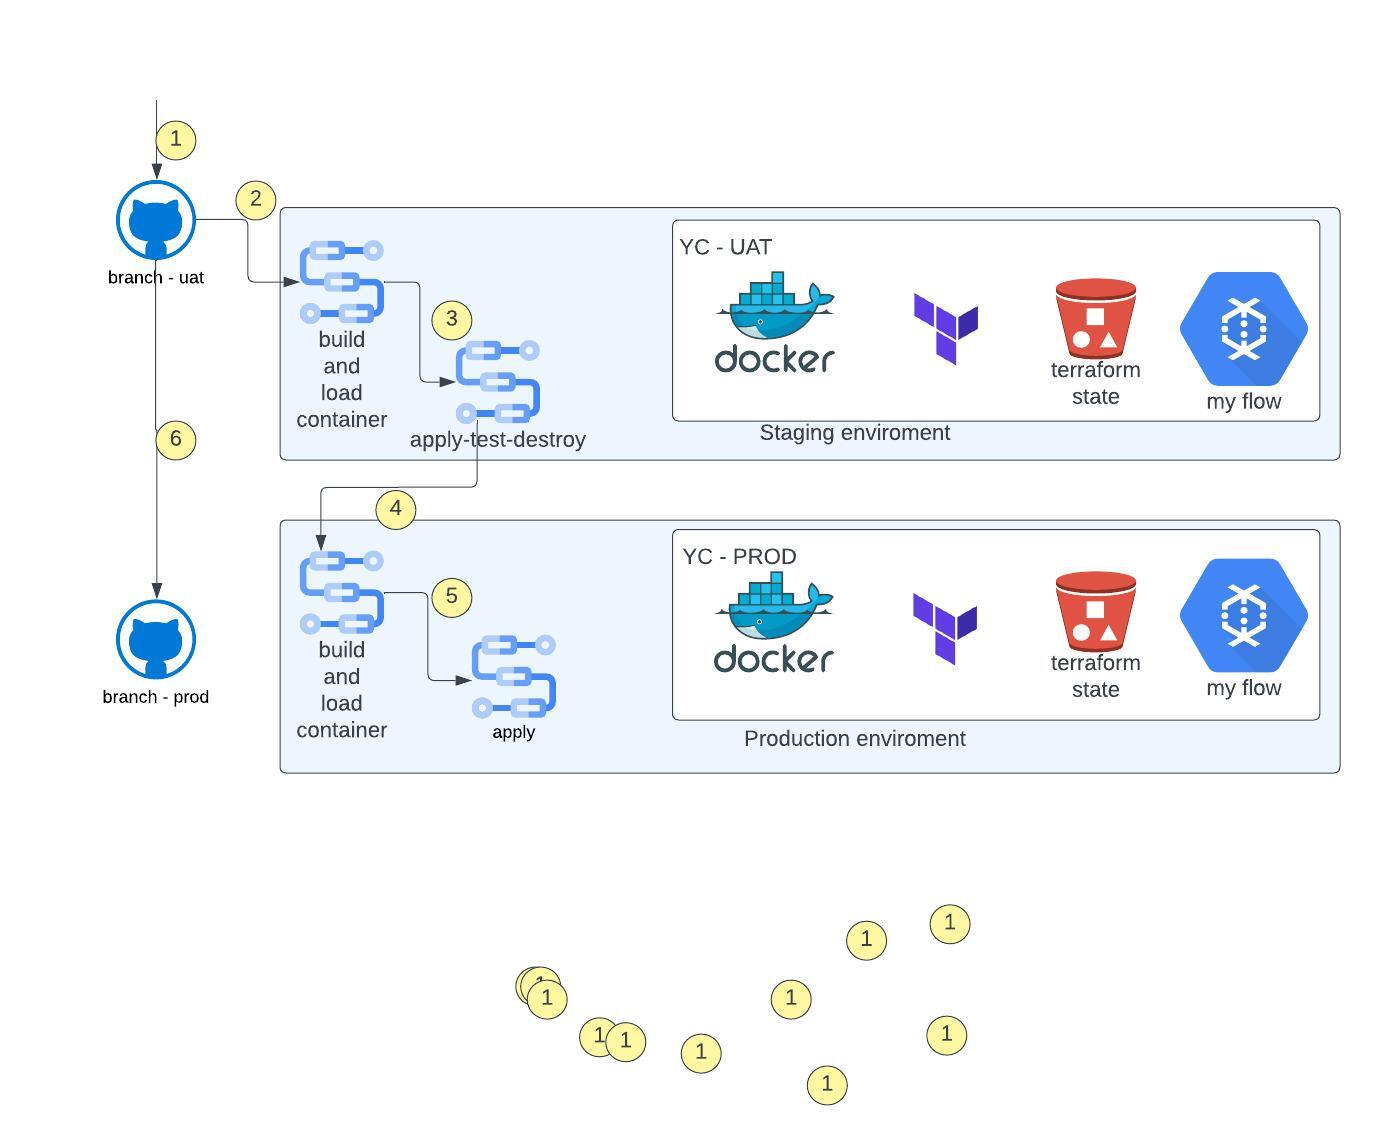 1
2
branch - uat
build
and
load
container
3
apply-test-destroy
YC - UAT
docker
terraform
state
my flow
Staging enviroment
6
4
branch - prod
build
and
load
container
5
apply
YC - PROD
docker
terraform
state
my flow
Production enviroment
1
1
1
1
1
1
1
1
1
1
1